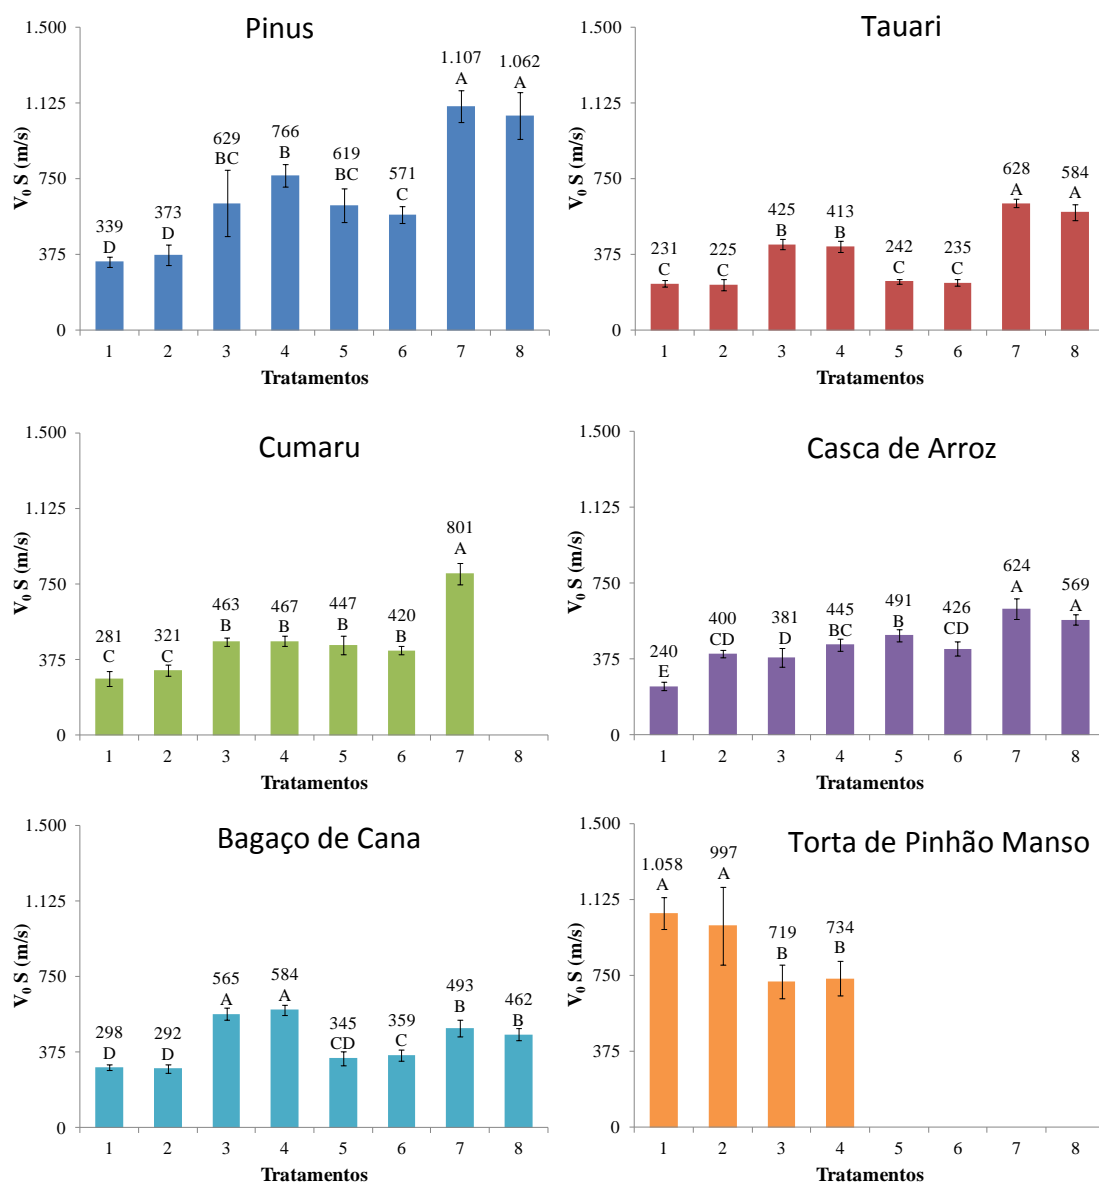 Pinus
V₀ S (m/s)
1.500
1.125
750
375
0
339
D
373
D
629
BC
766
B
619
BC
571
C
1.107
A
1.062
A
1 2 3 4 5 6 7 8
Tratamentos
Tauari
V₀ S (m/s)
1.500
1.125
750
375
0
231
C
225
C
425
B
413
B
242
C
235
C
628
A
584
A
1 2 3 4 5 6 7 8
Tratamentos
Cumaru
V₀ S (m/s)
1.500
1.125
750
375
0
281
C
321
C
463
B
467
B
447
B
420
B
801
A
1 2 3 4 5 6 7 8
Tratamentos
Casca de Arroz
V₀ S (m/s)
1.500
1.125
750
375
0
240
E
400
CD
381
D
445
BC
491
B
426
CD
624
A
569
A
1 2 3 4 5 6 7 8
Tratamentos
Bagaço de Cana
V₀ S (m/s)
1.500
1.125
750
375
0
298
D
292
D
565
A
584
A
345
CD
359
C
493
B
462
B
1 2 3 4 5 6 7 8
Tratamentos
Torta de Pinhão Manso
V₀ S (m/s)
1.500
1.125
750
375
0
1.058
A
997
A
719
B
734
B
1 2 3 4 5 6 7 8
Tratamentos